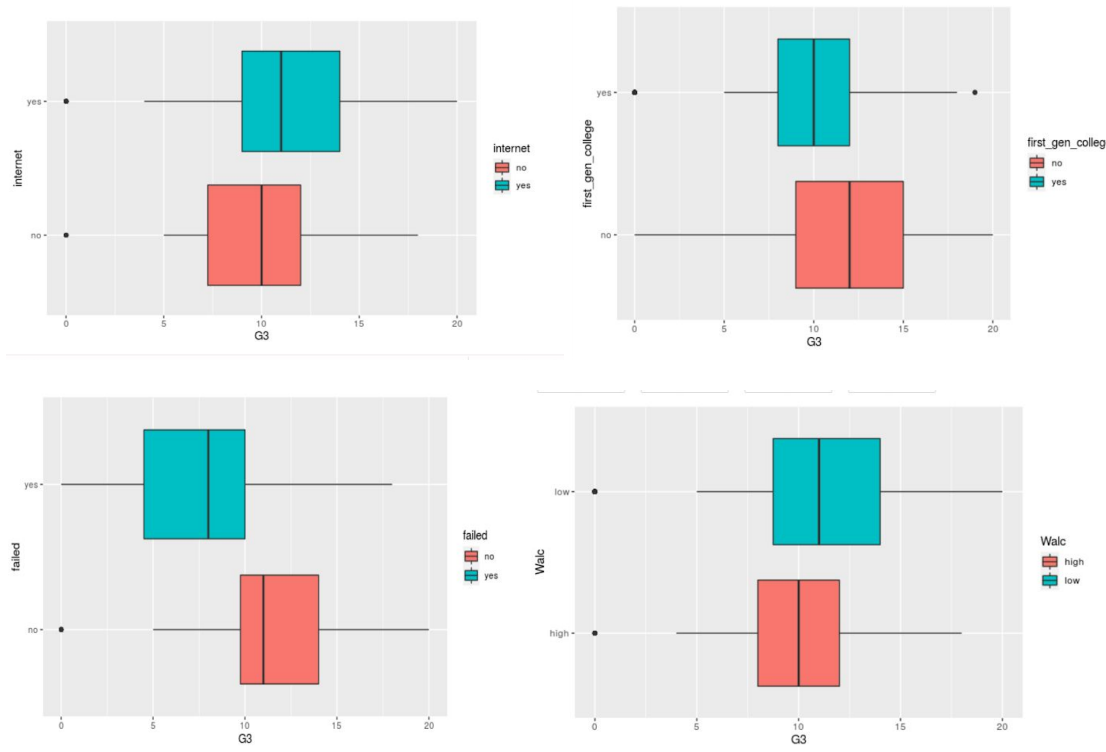 internet
yes
no
0
5
10
15
20
G3
internet
no
yes
first_gen_college
yes
no
0
5
10
15
20
G3
first_gen_colleg
no
yes
failed
yes
no
0
5
10
15
20
G3
failed
no
yes
Walc
low
high
0
5
10
15
20
G3
Walc
high
low